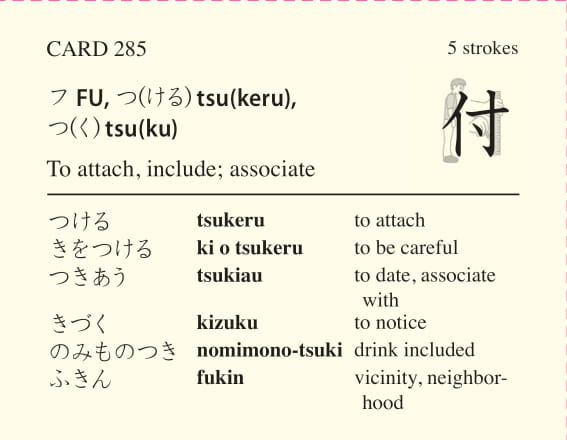 CARD 285 5 strokes
フ FU, つ(ける) tsu(keru),
つ(く) tsu(ku)
付
To attach, include; associate
つける tsukeru to attach
きをつける ki o tsukeru to be careful
つきあう tsukiau to date, associate
with
きづく kizuku to notice
のみものつき nomimono-tsuki drink included
ふきん fukin vicinity, neighbor-
hood